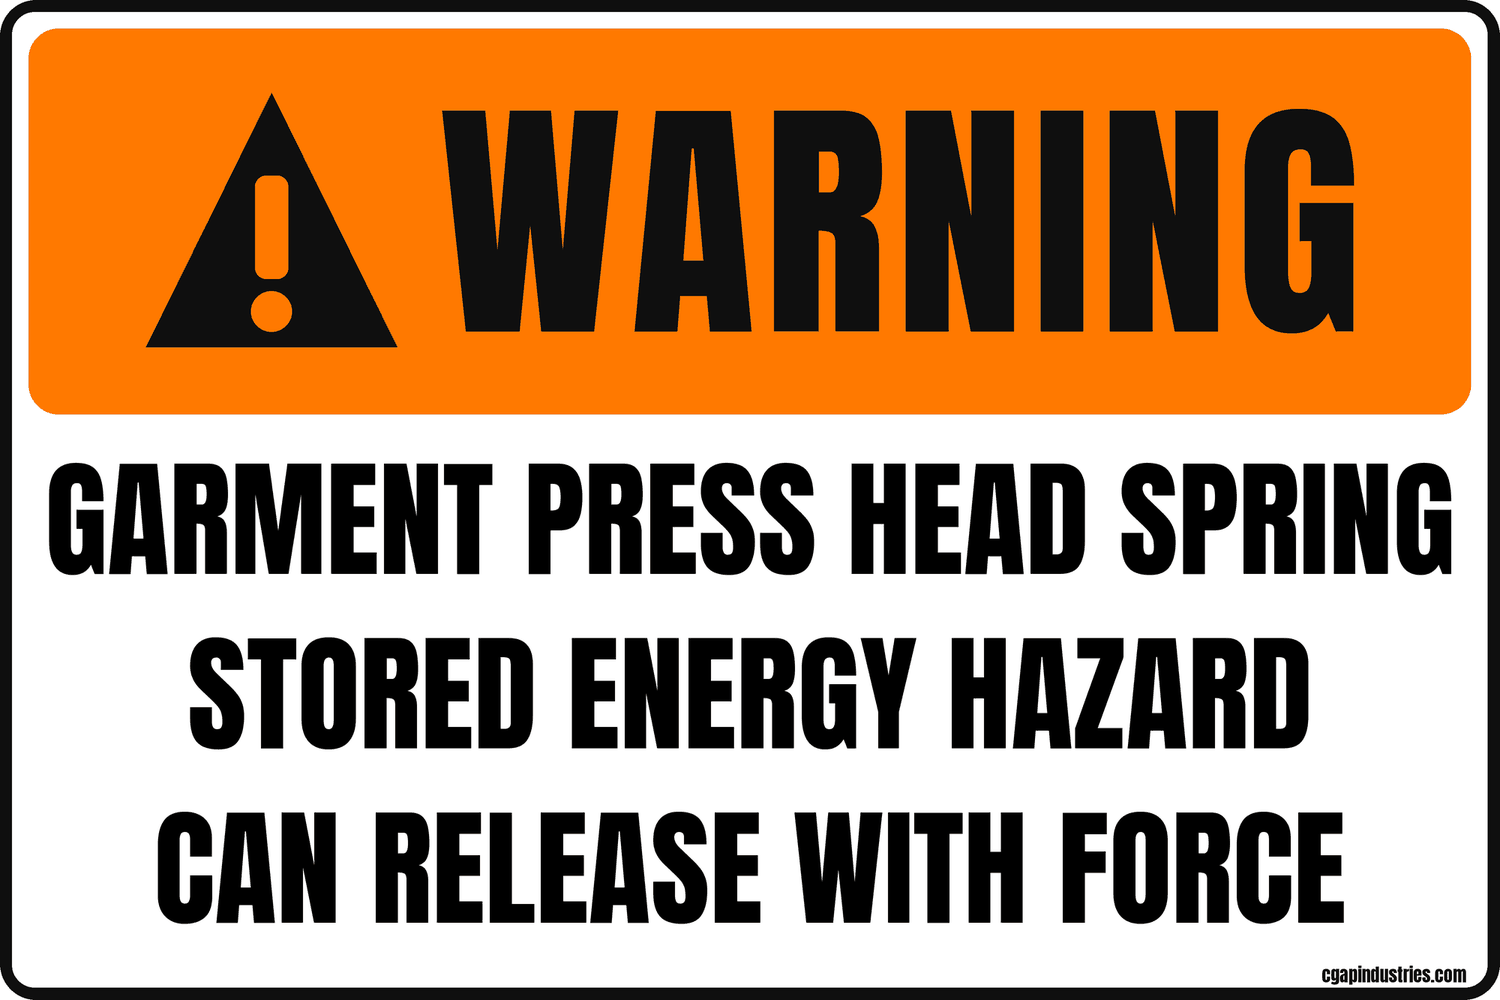 WARNING
GARMENT PRESS HEAD SPRING
STORED ENERGY HAZARD
CAN RELEASE WITH FORCE
cgapindustries.com